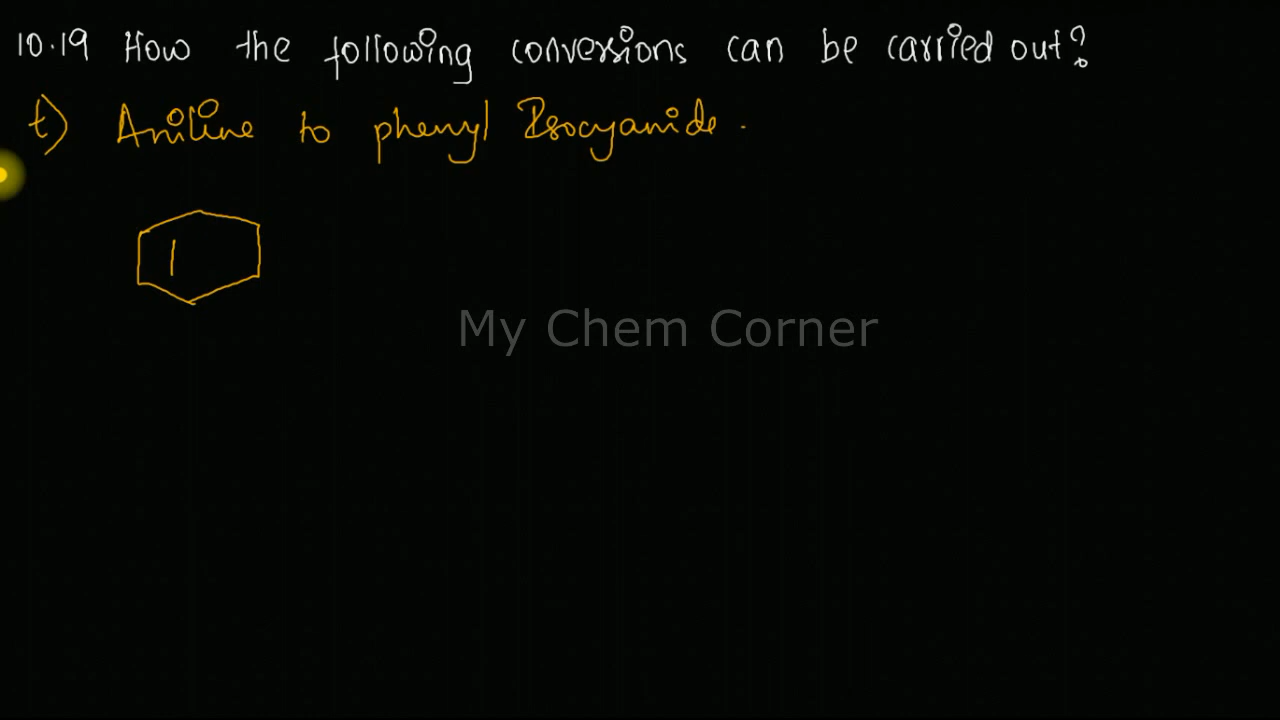 10.19 How the following conversions can be carried out?
t) Aniline to phenyl Isocyanide.
My Chem Corner